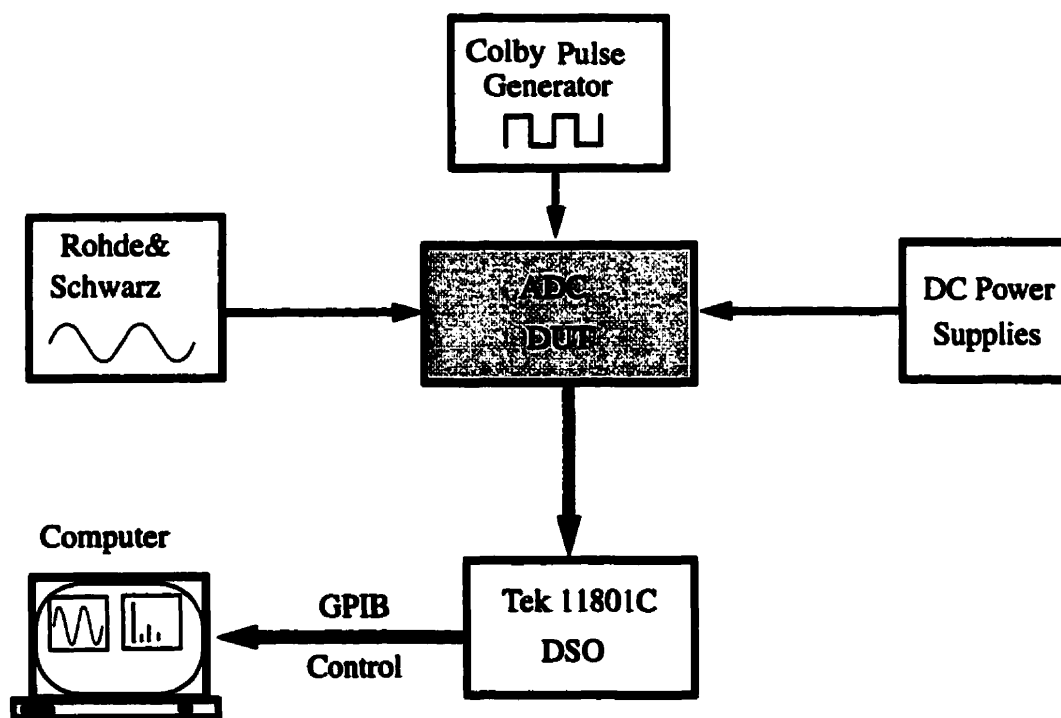 Colby Pulse
Generator
Rohde&
Schwarz
ADC
DUT
DC Power
Supplies
Computer
GPIB
Control
Tek 11801C
DSO